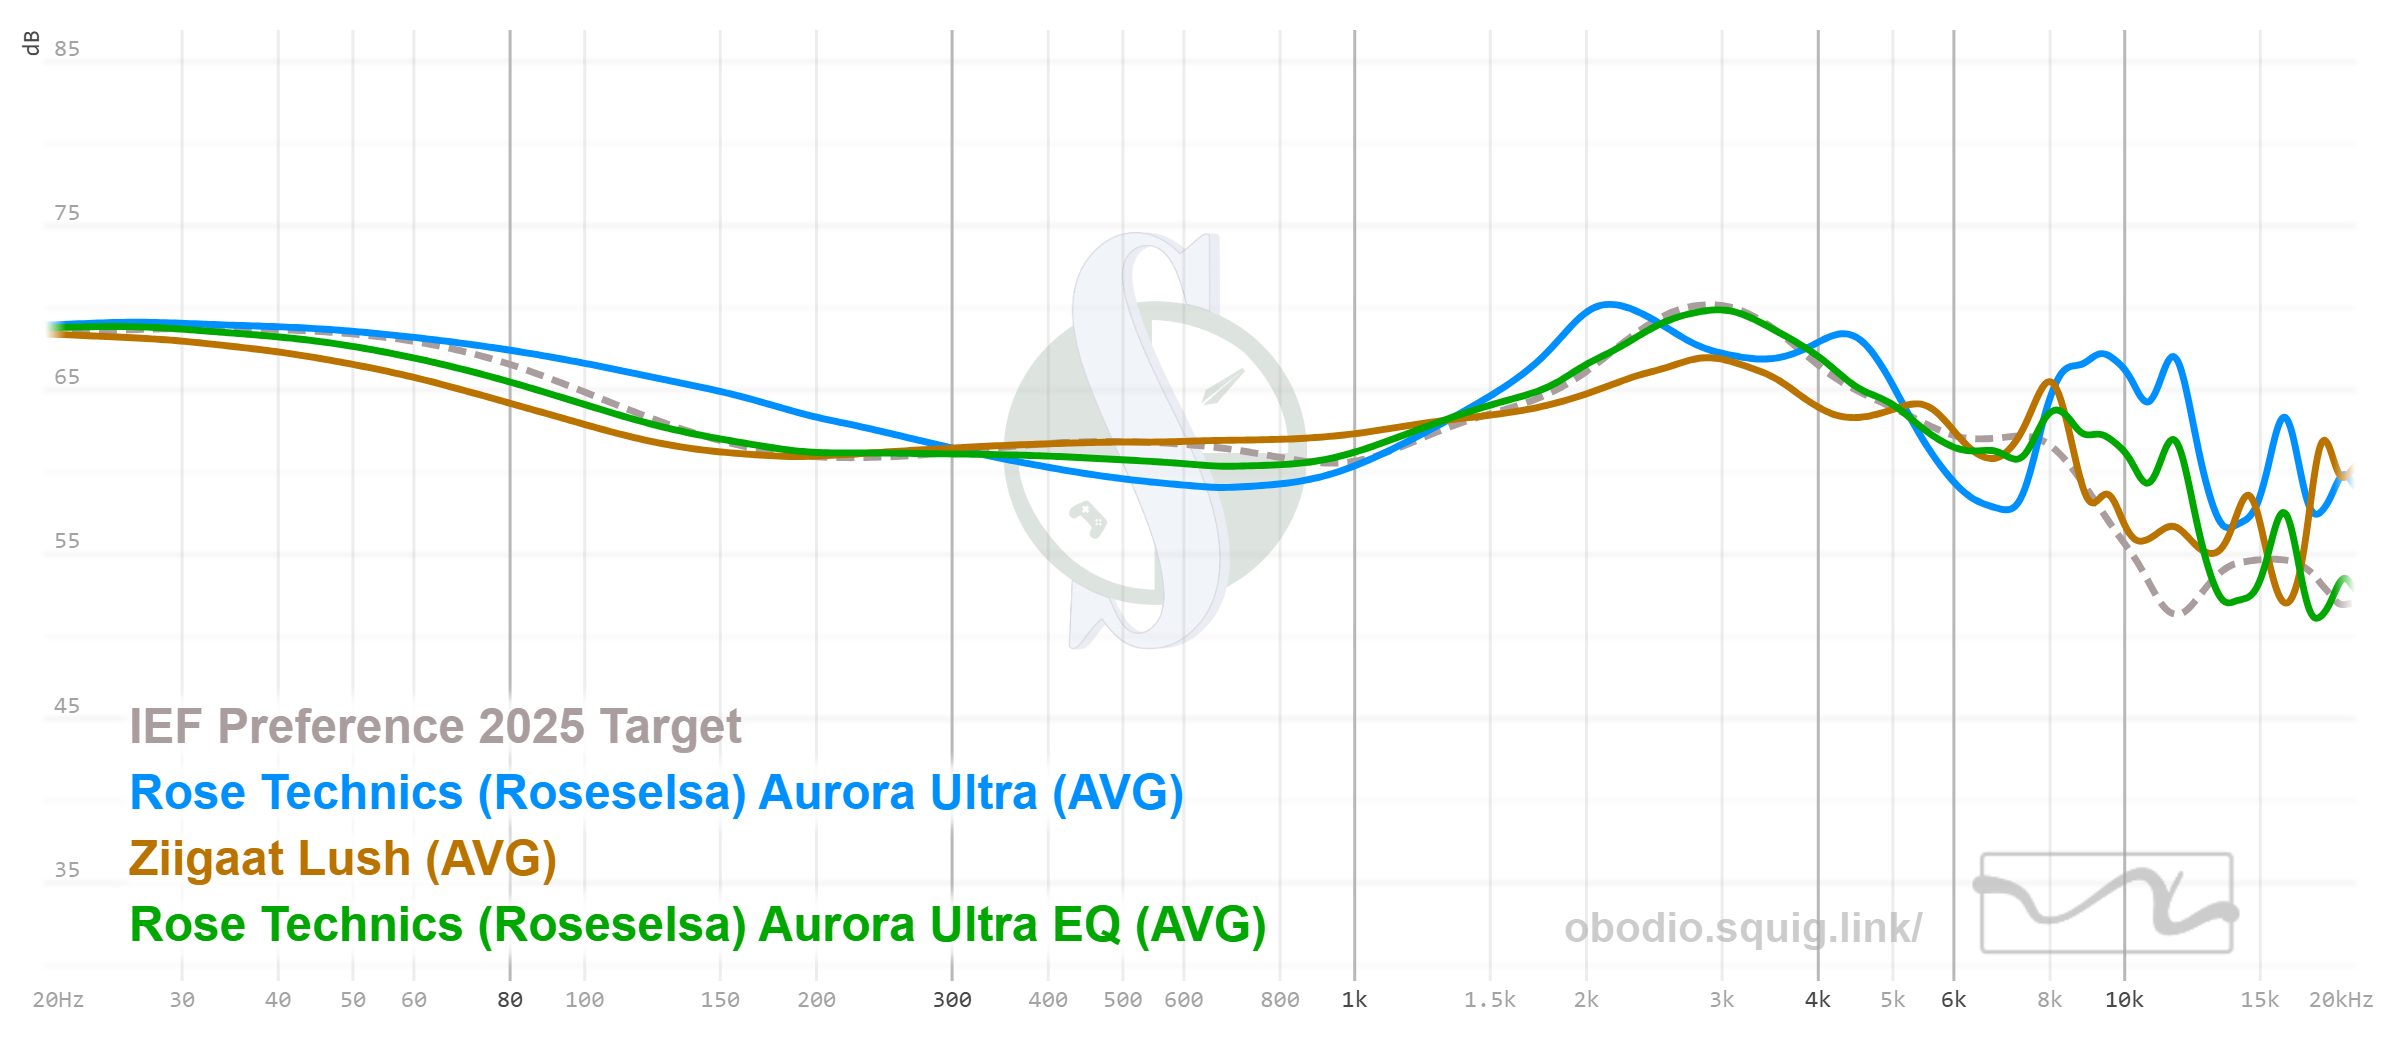 dB
85
75
65
55
45
35
IEF Preference 2025 Target
Rose Technics (Roseselsa) Aurora Ultra (AVG)
Ziigaat Lush (AVG)
Rose Technics (Roseselsa) Aurora Ultra EQ (AVG)
obodio.squig.link/
20Hz 30 40 50 60 80 100 150 200 300 400 500 600 800 1k 1.5k 2k 3k 4k 5k 6k 8k 10k 15k 20kHz